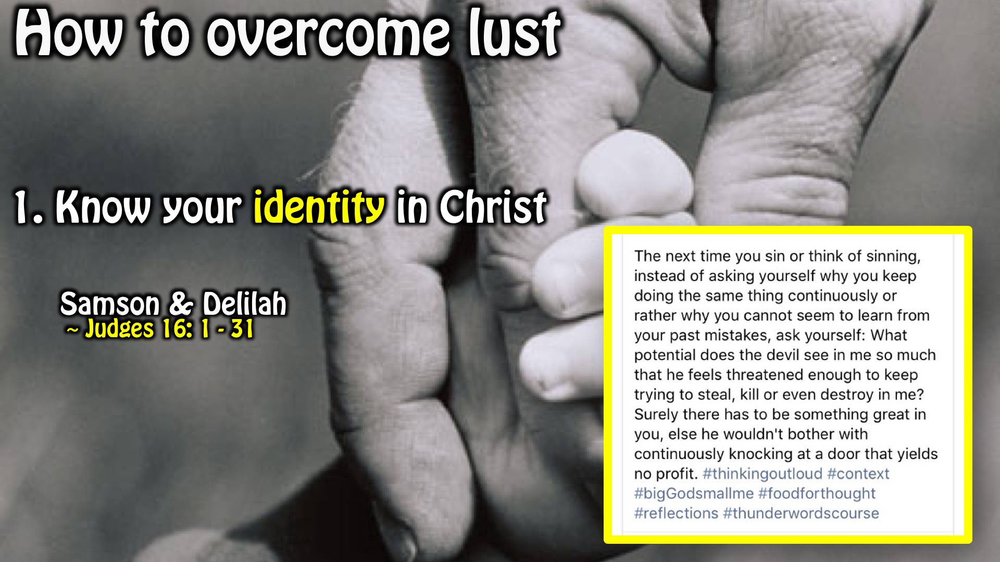 How to overcome lust
1. Know your identity in Christ
Samson & Delilah
~ Judges 16: 1 - 31
The next time you sin or think of sinning,
instead of asking yourself why you keep
doing the same thing continuously or
rather why you cannot seem to learn from
your past mistakes, ask yourself: What
potential does the devil see in me so much
that he feels threatened enough to keep
trying to steal, kill or even destroy in me?
Surely there has to be something great in
you, else he wouldn't bother with
continuously knocking at a door that yields
no profit. #thinkingoutloud #context
#bigGodsmallme #foodforthought
#reflections #thunderwordscourse